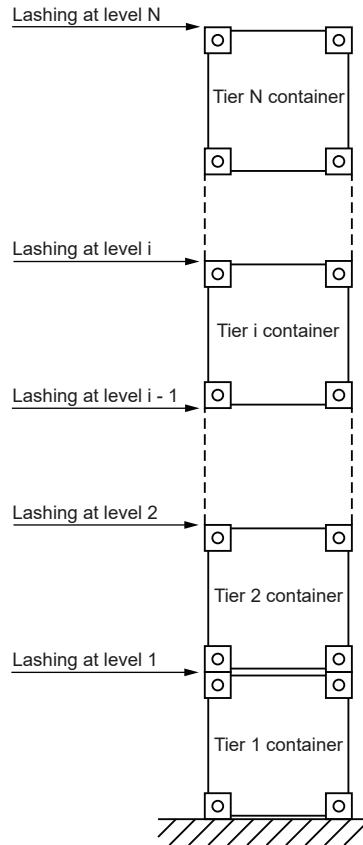 Lashing at level N
Tier N container
Lashing at level i
Tier i container
Lashing at level i - 1
Lashing at level 2
Tier 2 container
Lashing at level 1
Tier 1 container